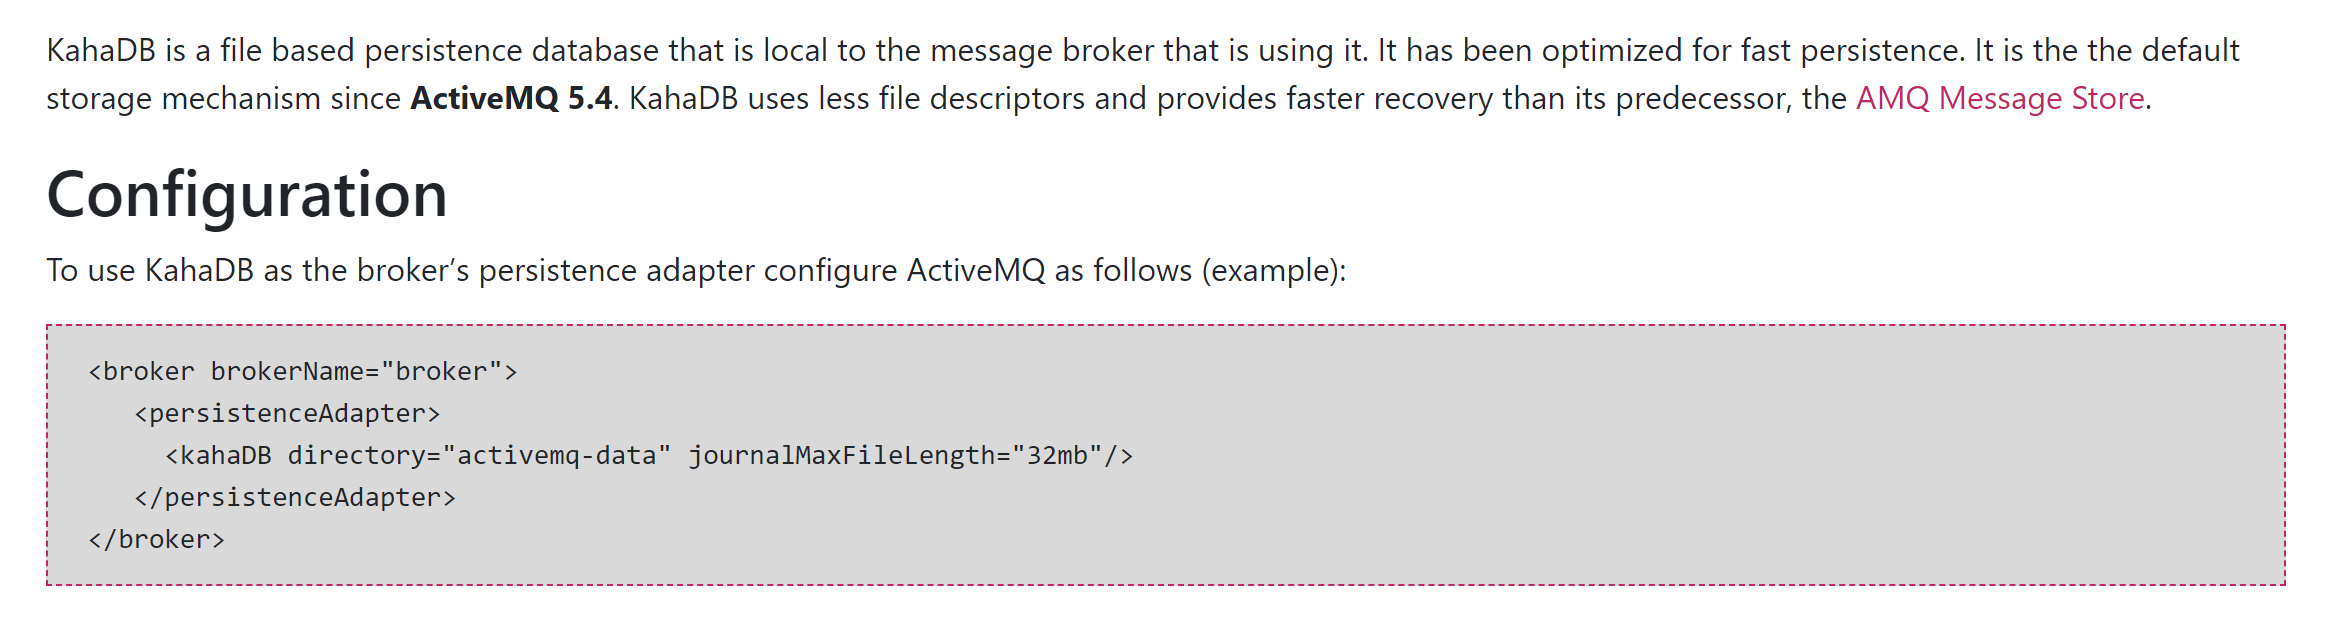 KahaDB is a file based persistence database that is local to the message broker that is using it. It has been optimized for fast persistence. It is the the default
storage mechanism since ActiveMQ 5.4. KahaDB uses less file descriptors and provides faster recovery than its predecessor, the AMQ Message Store.
Configuration
To use KahaDB as the broker’s persistence adapter configure ActiveMQ as follows (example):
<broker brokerName="broker">
   <persistenceAdapter>
     <kahaDB directory="activemq-data" journalMaxFileLength="32mb"/>
   </persistenceAdapter>
</broker>